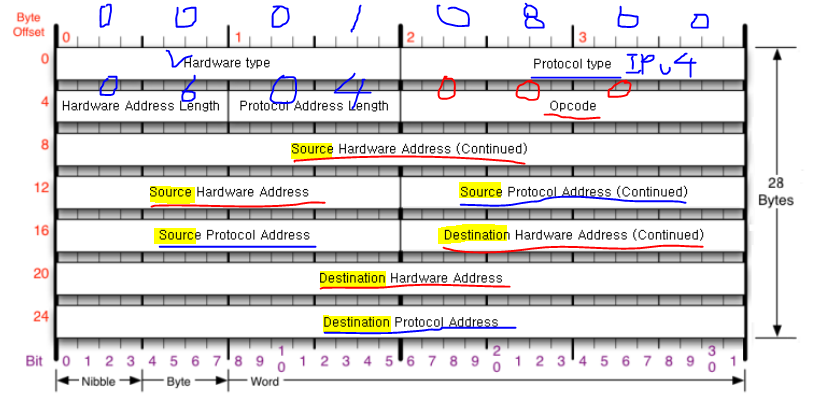 Byte Offset 0 0 0 1 0 8 0 0
0 1 2 3
0 Hardware type Protocol type IPv4
0 6 0 4 0 0 0
4 Hardware Address Length Protocol Address Length Opcode
8 Source Hardware Address (Continued)
12 Source Hardware Address Source Protocol Address (Continued)
16 Source Protocol Address Destination Hardware Address (Continued)
20 Destination Hardware Address
24 Destination Protocol Address
28 Bytes
Bit 0 1 2 3 4 5 6 7 8 9 10 1 2 3 4 5 6 7 8 9 20 1 2 3 4 5 6 7 8 9 30 1
Nibble Byte Word